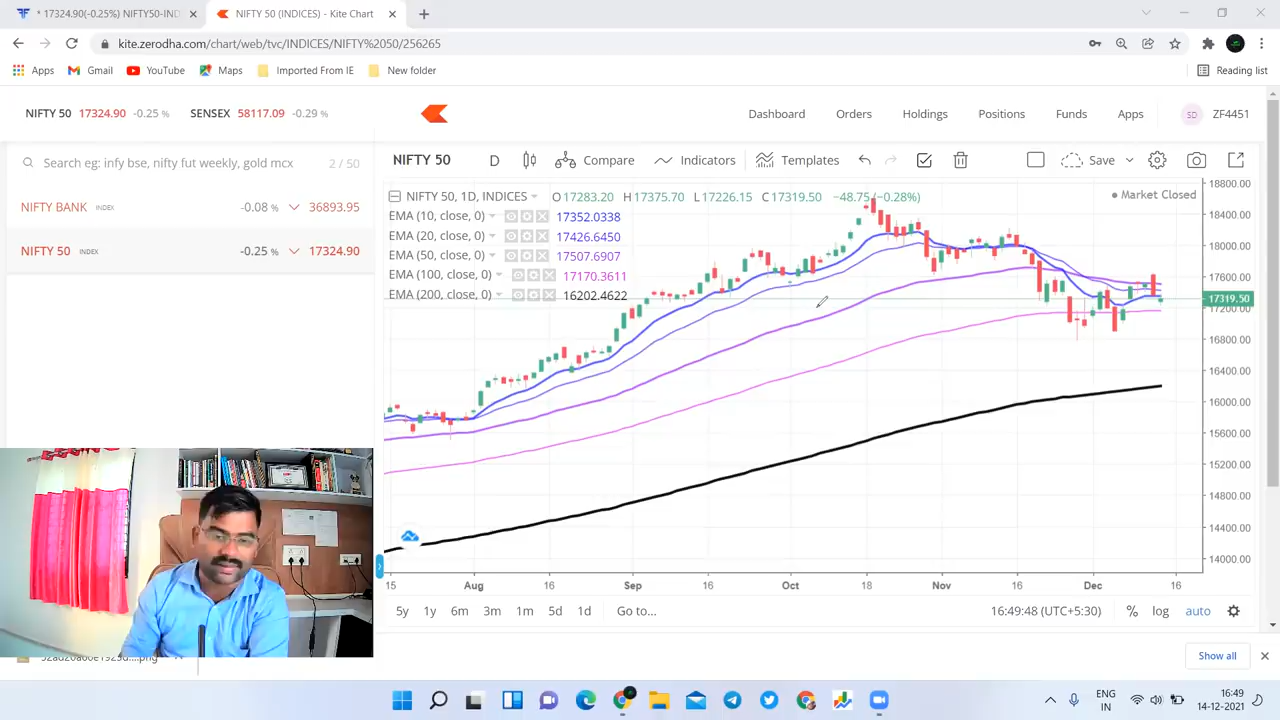 * 17324.90(-0.25%) NIFTY50-IND
NIFTY 50 (INDICES) - Kite Chart
kite.zerodha.com/chart/web/tvc/INDICES/NIFTY%2050/256265
Apps Gmail YouTube Maps Imported From IE New folder Reading list
NIFTY 50 17324.90 -0.25 % SENSEX 58117.09 -0.29 %
Dashboard Orders Holdings Positions Funds Apps SD ZF4451
Search eg: infy bse, nifty fut weekly, gold mcx 2 / 50
NIFTY BANK INDEX -0.08 % 36893.95
NIFTY 50 INDEX -0.25 % 17324.90
NIFTY 50 D Compare Indicators Templates Save
NIFTY 50, 1D, INDICES O17283.20 H17375.70 L17226.15 C17319.50 −48.75 (−0.28%)
Market Closed
EMA (10, close, 0) 17352.0338
EMA (20, close, 0) 17426.6450
EMA (50, close, 0) 17507.6907
EMA (100, close, 0) 17170.3611
EMA (200, close, 0) 16202.4622
18800.00
18400.00
18000.00
17600.00
17319.50
17200.00
16800.00
16400.00
16000.00
15600.00
15200.00
14800.00
14400.00
14000.00
15 Aug 16 Sep 16 Oct 18 Nov 16 Dec 16
5y 1y 6m 3m 1m 5d 1d Go to... 16:49:48 (UTC+5:30) % log auto
Show all
ENG
IN
16:49
14-12-2021